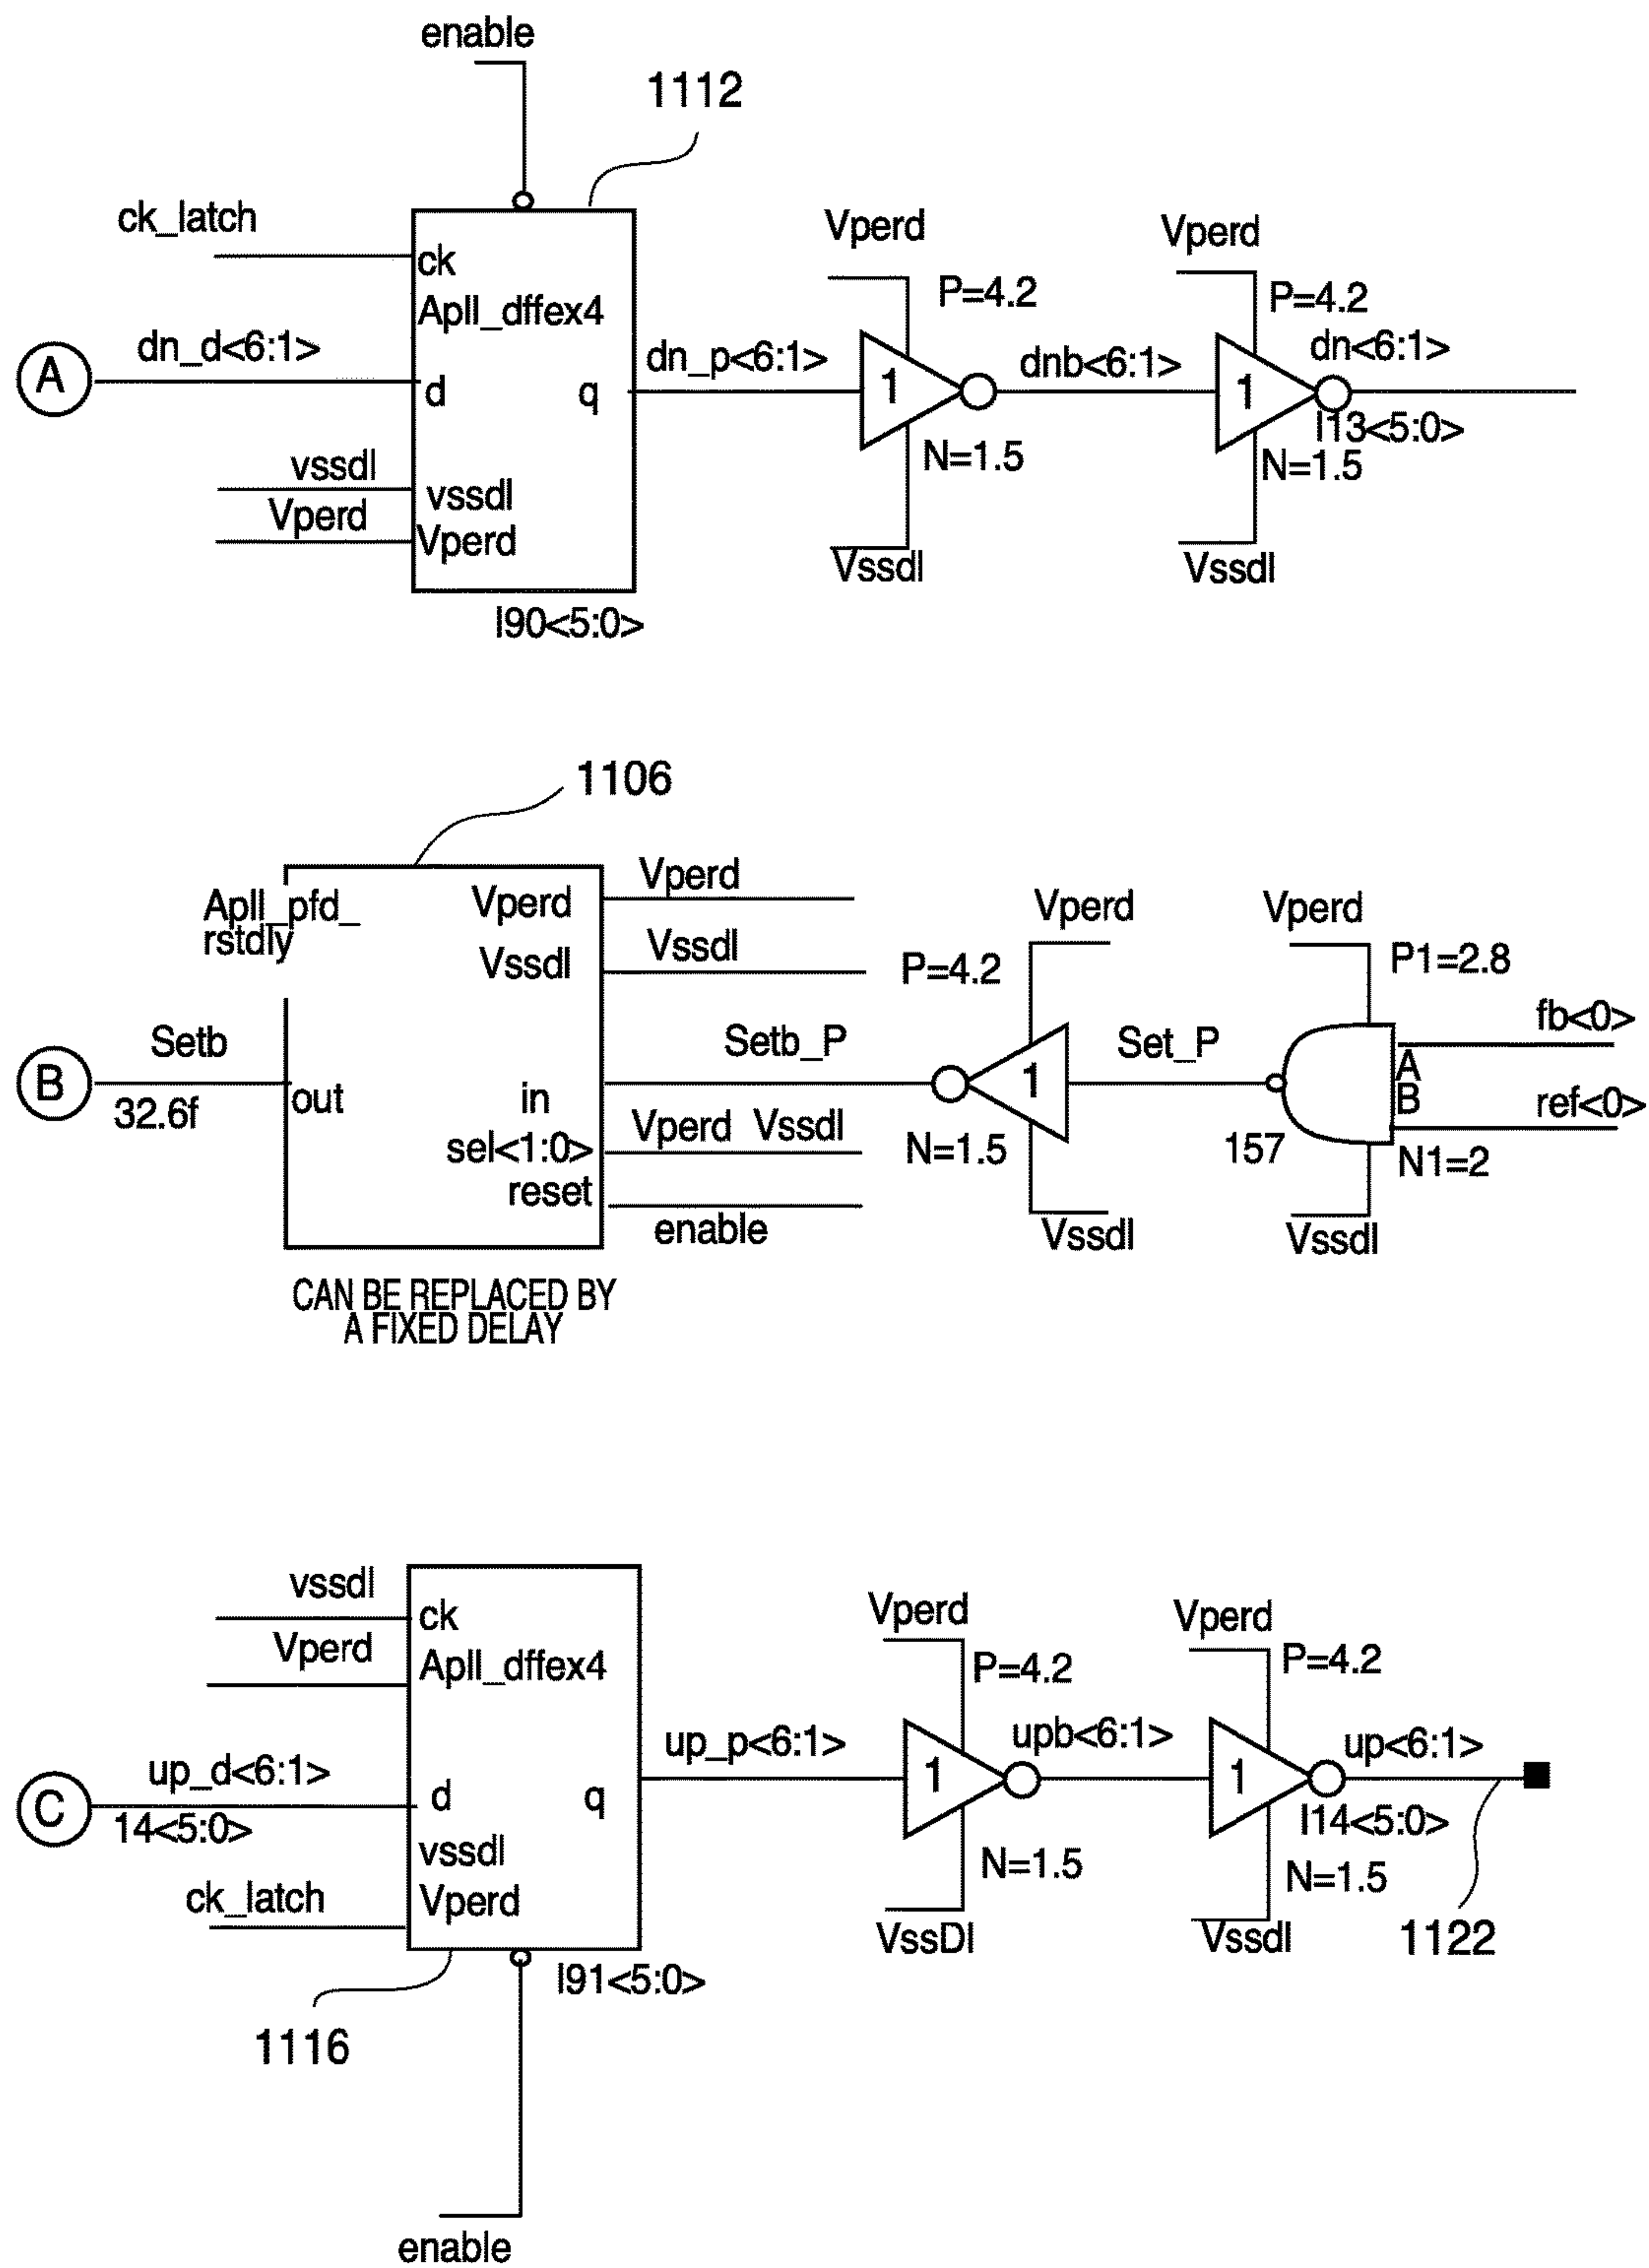 enable
1112
ck_latch
ck
Apll_dffex4
A
dn_d<6:1>
d
q
vssdl
vssdl
Vperd
Vperd
I90<5:0>
dn_p<6:1>
Vperd
P=4.2
1
N=1.5
Vssdl
dnb<6:1>
Vperd
P=4.2
1
dn<6:1>
I13<5:0>
N=1.5
Vssdl
1106
Apll_pfd_
rstdly
Vperd
Vperd
Vssdl
Vssdl
B
Setb
32.6f
out
in
sel<1:0>
Vperd Vssdl
reset
enable
CAN BE REPLACED BY
A FIXED DELAY
Setb_P
Vperd
P=4.2
1
N=1.5
Vssdl
Set_P
Vperd
P1=2.8
fb<0>
A
B
ref<0>
157
N1=2
Vssdl
vssdl
ck
Vperd
Apll_dffex4
C
up_d<6:1>
14<5:0>
d
q
vssdl
ck_latch
Vperd
I91<5:0>
1116
enable
up_p<6:1>
Vperd
P=4.2
1
N=1.5
VssDl
upb<6:1>
Vperd
P=4.2
1
up<6:1>
I14<5:0>
N=1.5
Vssdl
1122